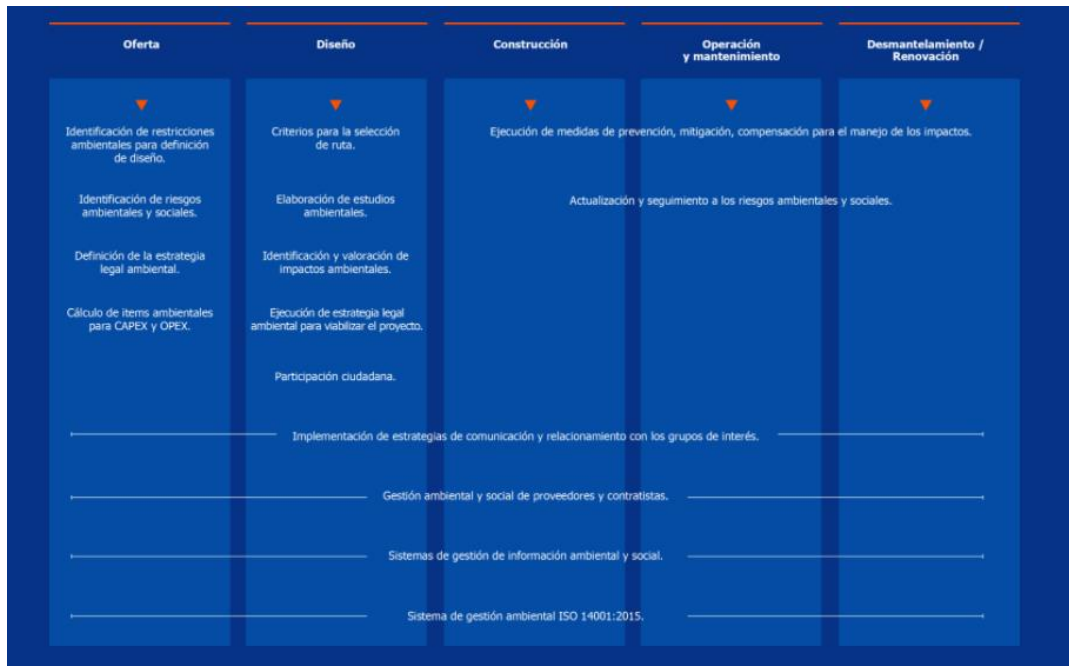 Oferta
Diseño
Construcción
Operación
y mantenimiento
Desmantelamiento /
Renovación
Identificación de restricciones
ambientales para definición
de diseño.
Identificación de riesgos
ambientales y sociales.
Definición de la estrategia
legal ambiental.
Cálculo de items ambientales
para CAPEX y OPEX.
Criterios para la selección
de ruta.
Elaboración de estudios
ambientales.
Identificación y valoración de
impactos ambientales.
Ejecución de estrategia legal
ambiental para viabilizar el proyecto.
Participación ciudadana.
Ejecución de medidas de prevención, mitigación, compensación para el manejo de los impactos.
Actualización y seguimiento a los riesgos ambientales y sociales.
Implementación de estrategias de comunicación y relacionamiento con los grupos de interés.
Gestión ambiental y social de proveedores y contratistas.
Sistemas de gestión de información ambiental y social.
Sistema de gestión ambiental ISO 14001:2015.